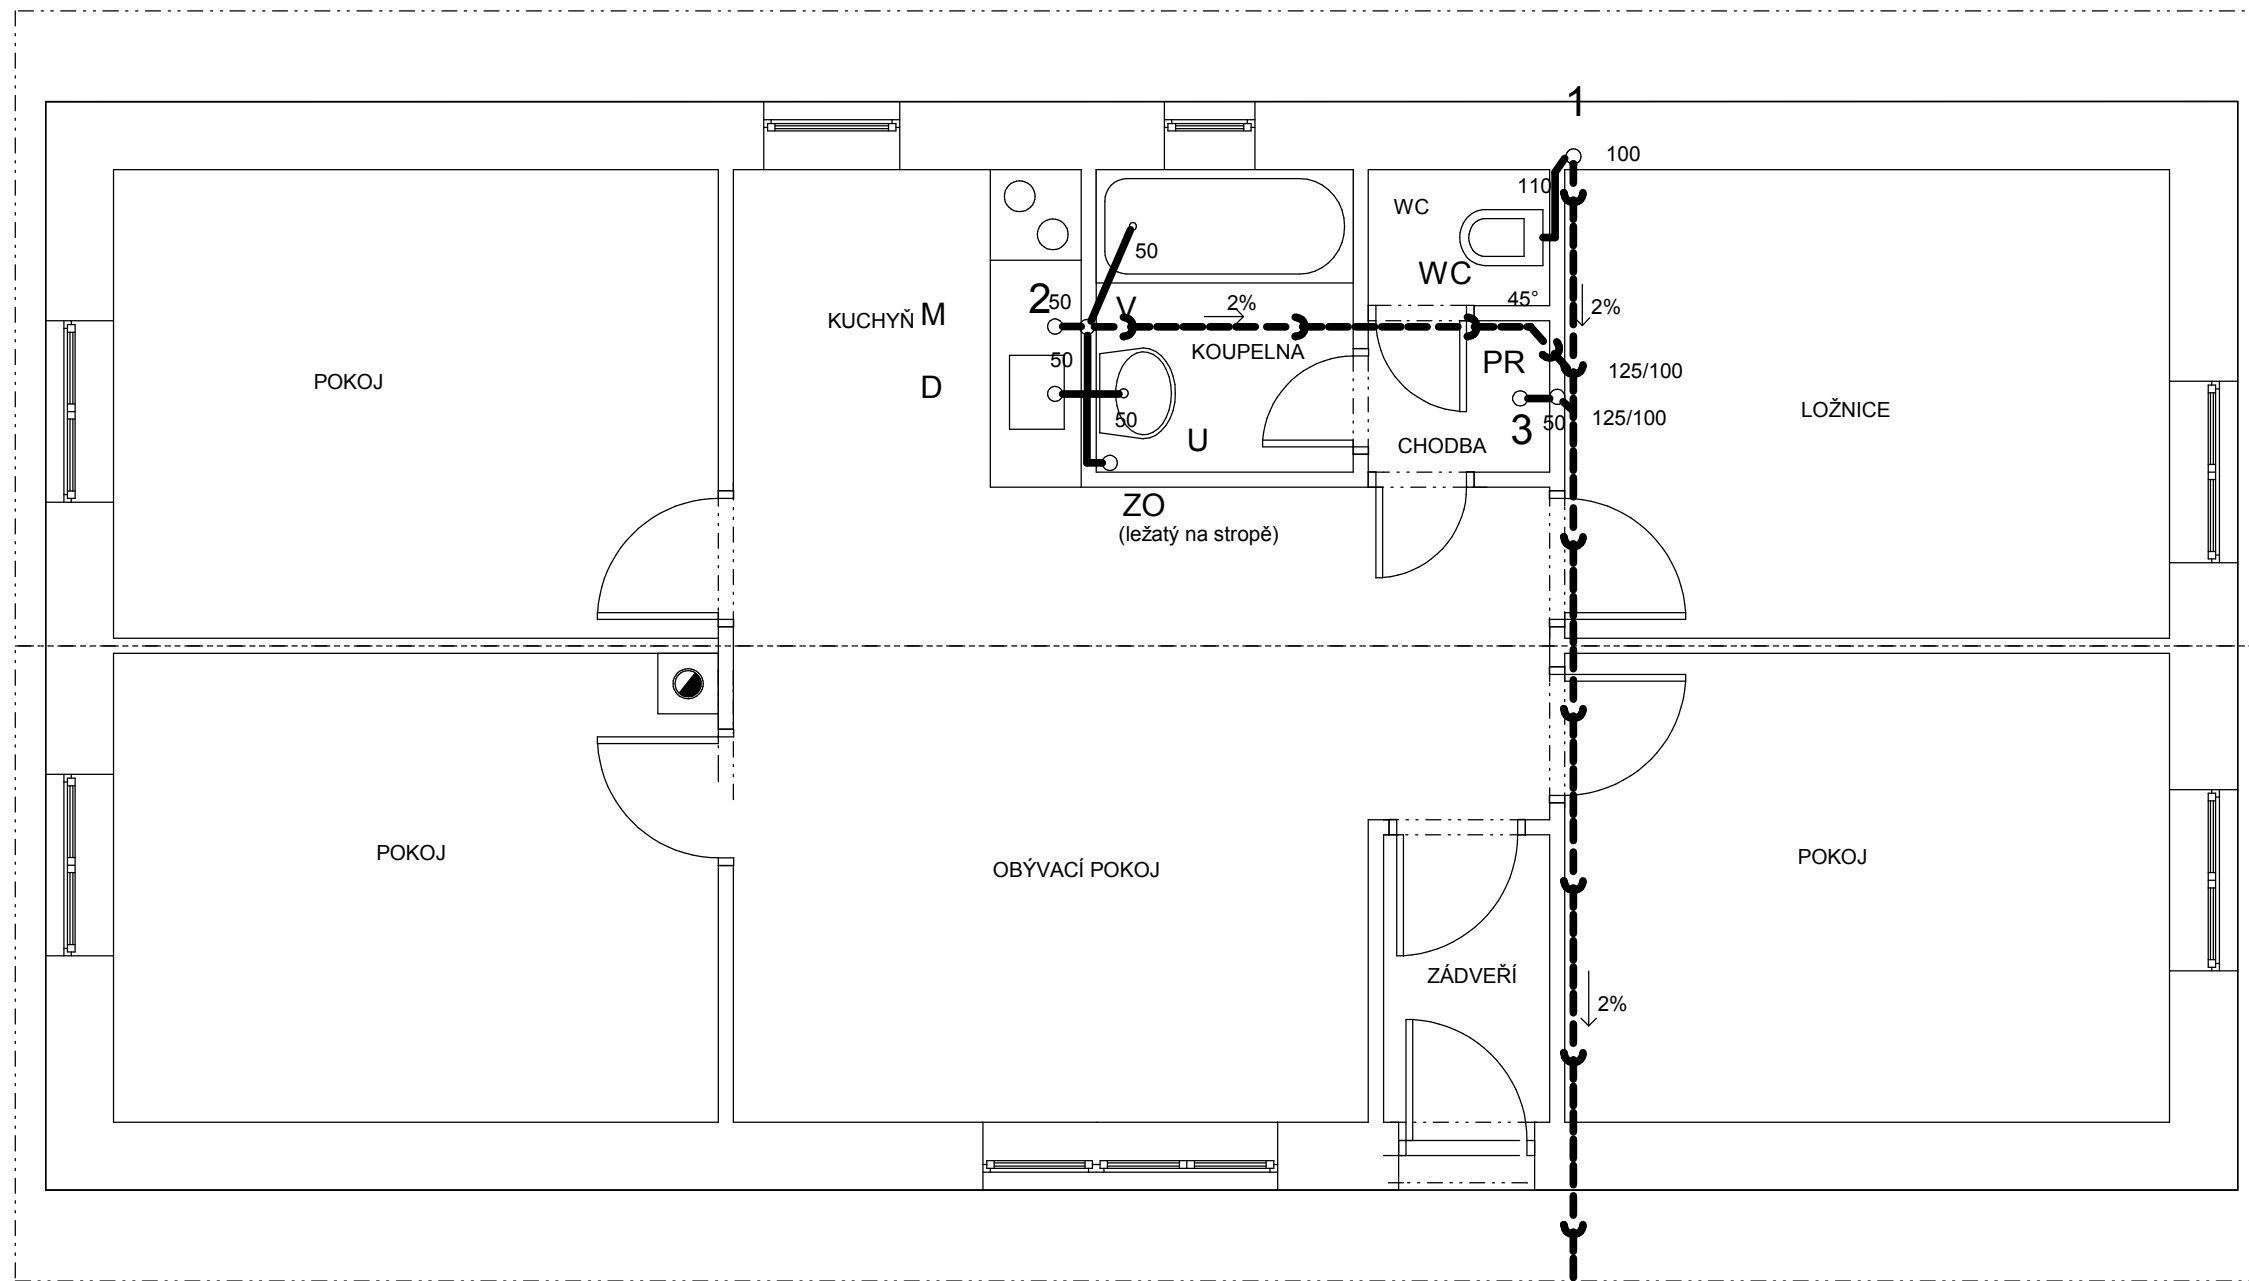 1
100
110
WC
50
WC
2
50
V
2%
45°
2%
KUCHYŇ M
KOUPELNA
PR
50
125/100
POKOJ
D
LOŽNICE
50
3
50
125/100
U
CHODBA
ZO
(ležatý na stropě)
POKOJ
OBÝVACÍ POKOJ
POKOJ
ZÁDVEŘÍ
2%